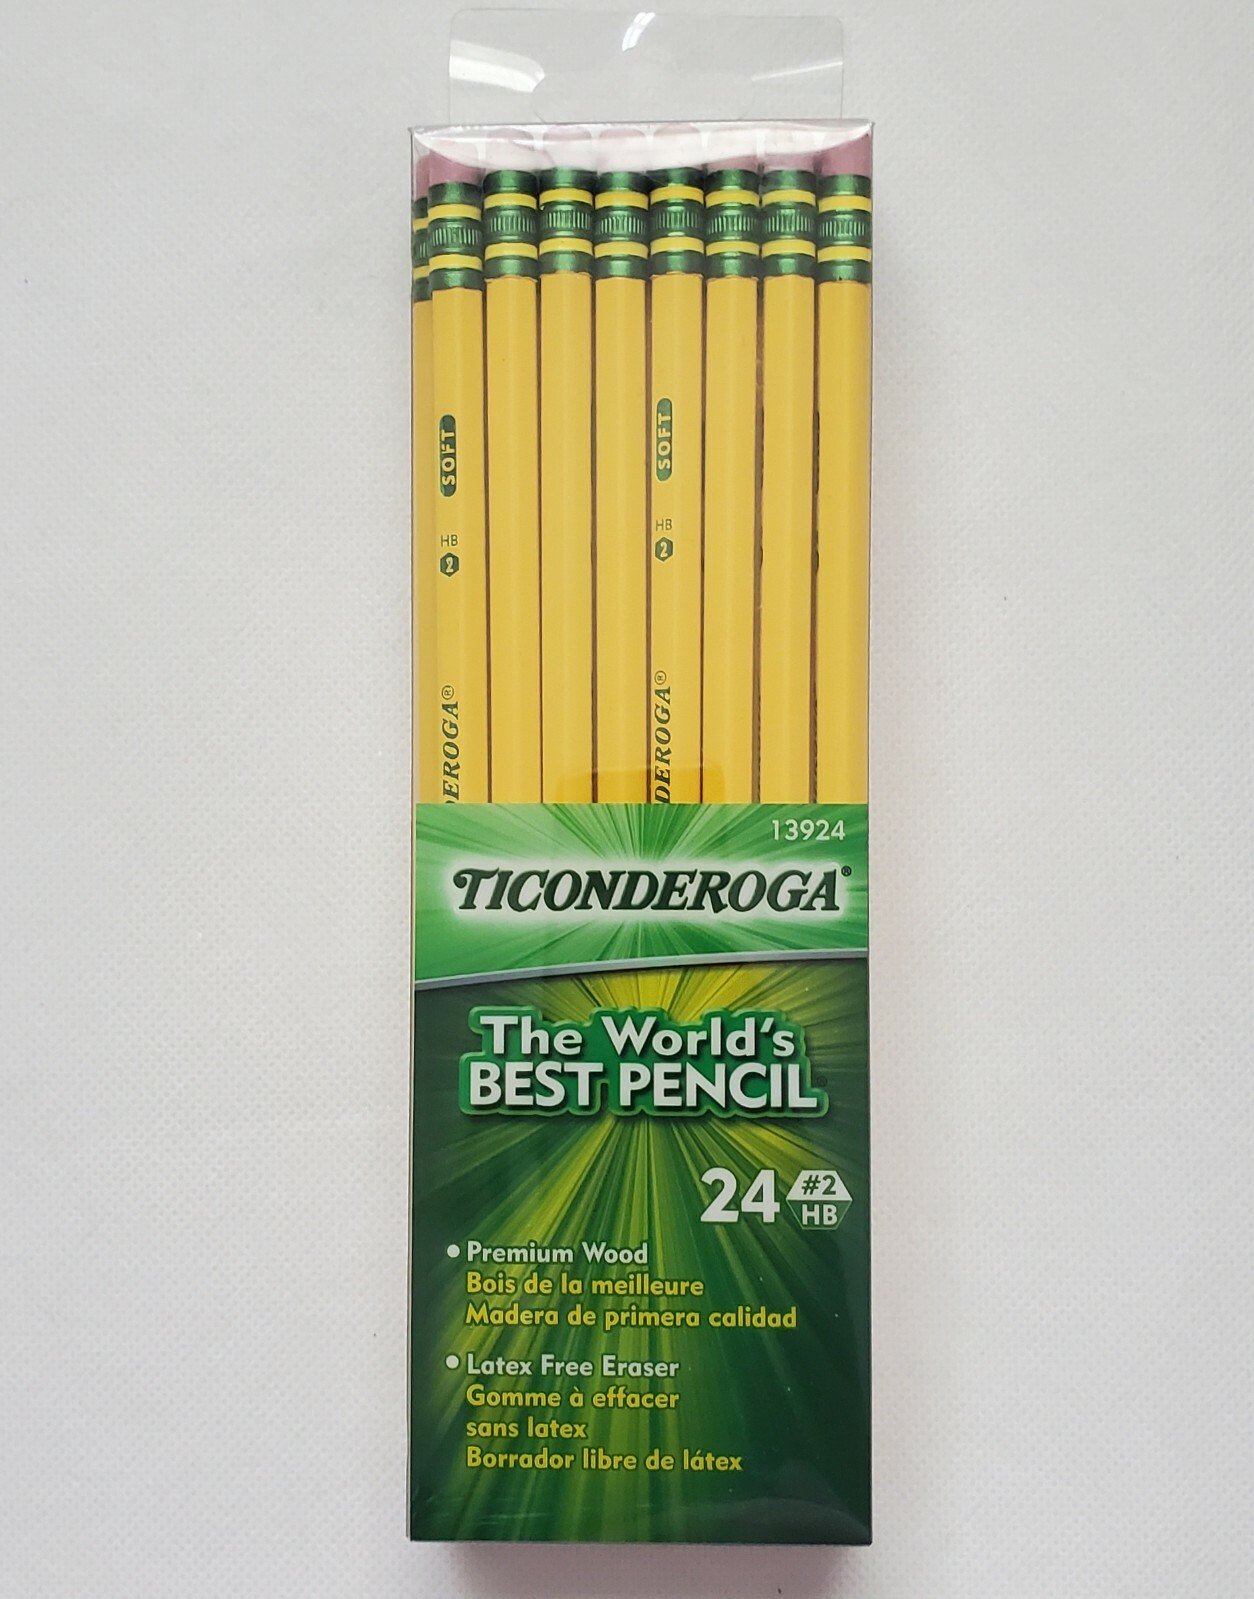 SOFT
HB
2
DEROGA®
SOFT
HB
2
DEROGA®
13924
TICONDEROGA®
The World's
BEST PENCIL
24 #2
HB
• Premium Wood
Bois de la meilleure
Madera de primera calidad
• Latex Free Eraser
Gomme à effacer
sans latex
Borrador libre de látex